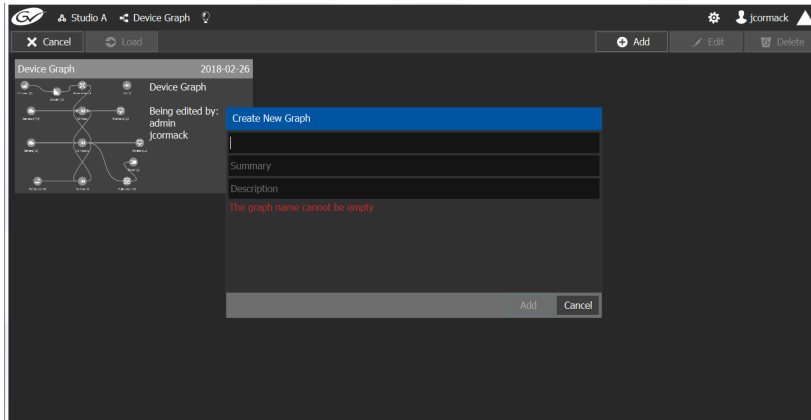 GV Studio A Device Graph jcormack
Cancel Load Add Edit Delete
Device Graph 2018-02-26
Device Graph
Being edited by:
admin
jcormack
Create New Graph
Summary
Description
The graph name cannot be empty
Add Cancel